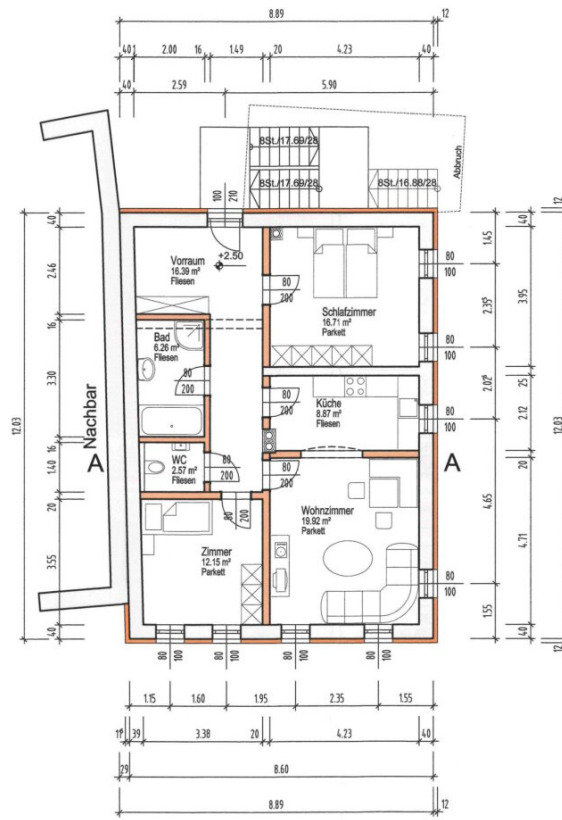 8.89
12
40
2.00
16
1.49
20
4.23
40
40
2.59
5.90
8St./17.69/28
8St./17.69/28
8St./16.88/28
Abbruch
100
210
12
40
40
12
Vorraum
16.39 m²
Fliesen
+2.50
80
200
Schlafzimmer
16.71 m²
Parkett
80
100
1.45
2.46
3.95
2.35⁵
16
Bad
6.26 m²
Fliesen
80
200
80
100
3.30
Küche
8.87 m²
Fliesen
80
200
80
100
2.02⁵
25
2.12
12.03
Nachbar
12.03
16
A
WC
2.57 m²
Fliesen
80
200
80
200
A
1.40
20
20
80
200
Wohnzimmer
19.92 m²
Parkett
4.65
4.71
Zimmer
12.15 m²
Parkett
3.55
80
100
1.55
40
40
12
80
100
80
100
80
100
80
100
1.15
1.60
1.95
2.35
1.55
39
3.38
20
4.23
40
29
8.60
8.89
12